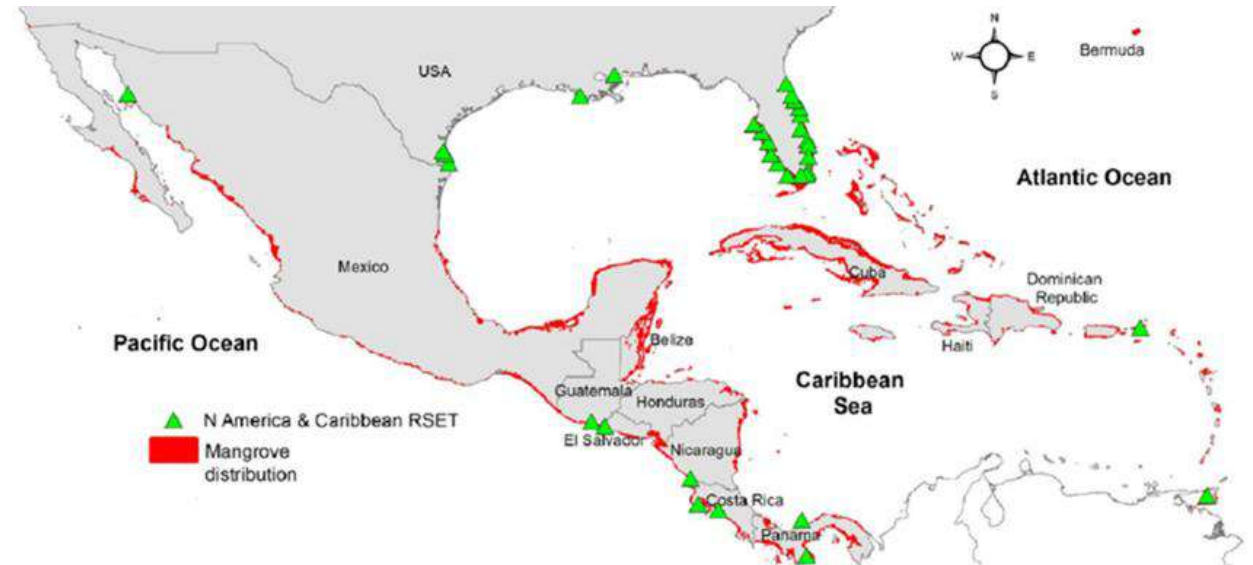 N
W E
S
Bermuda
USA
Atlantic Ocean
Mexico
Cuba
Dominican
Republic
Haiti
Pacific Ocean
Belize
Caribbean
Sea
Guatemala
Honduras
N America & Caribbean RSET
El Salvador
Nicaragua
Mangrove
distribution
Costa Rica
Panama